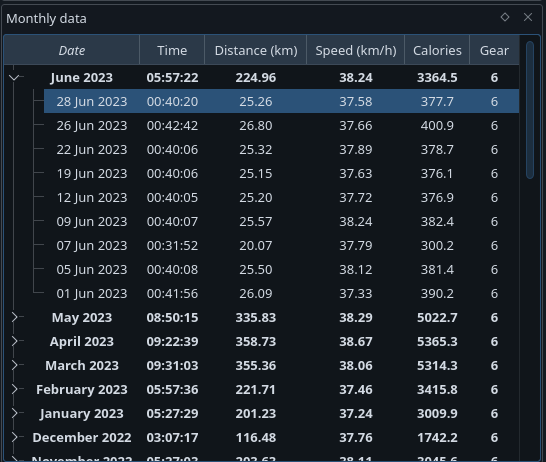 Monthly data
Date Time Distance (km) Speed (km/h) Calories Gear
June 2023 05:57:22 224.96 38.24 3364.5 6
28 Jun 2023 00:40:20 25.26 37.58 377.7 6
26 Jun 2023 00:42:42 26.80 37.66 400.9 6
22 Jun 2023 00:40:06 25.32 37.89 378.7 6
19 Jun 2023 00:40:06 25.15 37.63 376.1 6
12 Jun 2023 00:40:05 25.20 37.72 376.9 6
09 Jun 2023 00:40:07 25.57 38.24 382.4 6
07 Jun 2023 00:31:52 20.07 37.79 300.2 6
05 Jun 2023 00:40:08 25.50 38.12 381.4 6
01 Jun 2023 00:41:56 26.09 37.33 390.2 6
May 2023 08:50:15 335.83 38.29 5022.7 6
April 2023 09:22:39 358.73 38.67 5365.3 6
March 2023 09:31:03 355.36 38.06 5314.3 6
February 2023 05:57:36 221.71 37.46 3415.8 6
January 2023 05:27:29 201.23 37.24 3009.9 6
December 2022 03:07:17 116.48 37.76 1742.2 6
November 2022